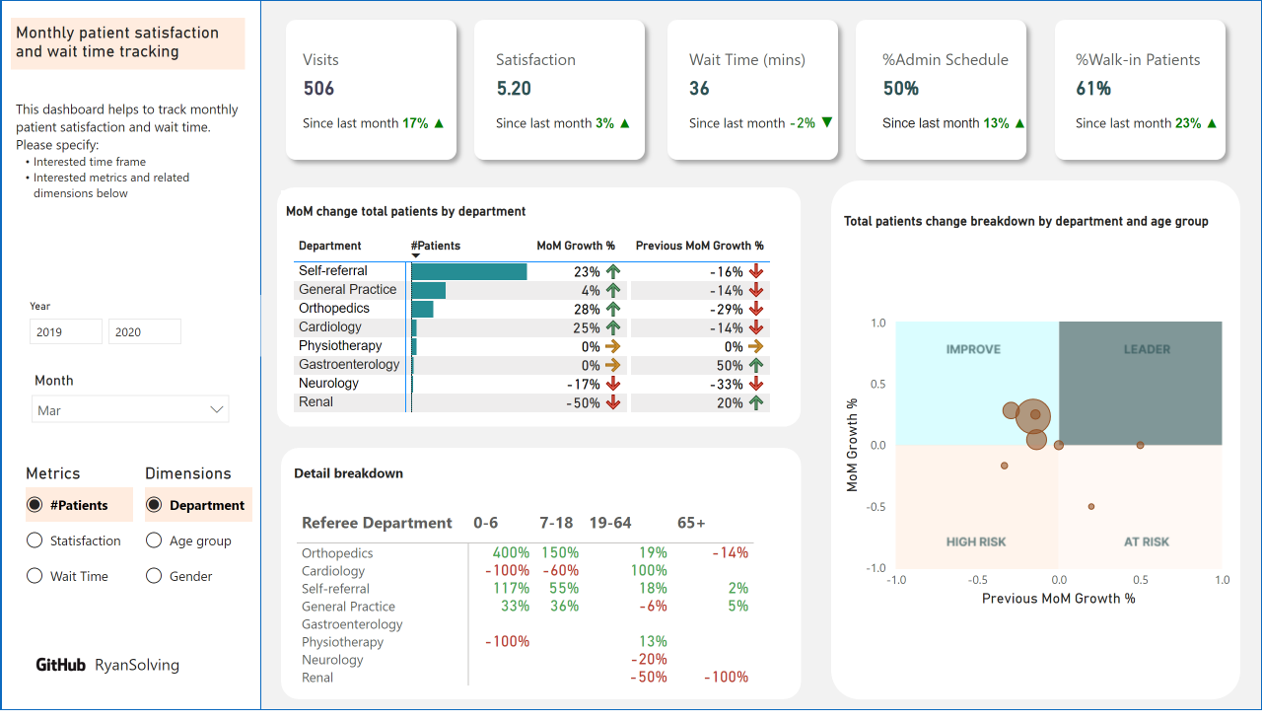 Monthly patient satisfaction
and wait time tracking
This dashboard helps to track monthly
patient satisfaction and wait time.
Please specify:
• Interested time frame
• Interested metrics and related
dimensions below
Year
2019 2020
Month
Mar
Metrics Dimensions
#Patients Department
Statisfaction Age group
Wait Time Gender
GitHub RyanSolving
Visits
506
Since last month 17% ▲
Satisfaction
5.20
Since last month 3% ▲
Wait Time (mins)
36
Since last month -2% ▼
%Admin Schedule
50%
Since last month 13% ▲
%Walk-in Patients
61%
Since last month 23% ▲
MoM change total patients by department
Department #Patients MoM Growth % Previous MoM Growth %
Self-referral 23% -16%
General Practice 4% -14%
Orthopedics 28% -29%
Cardiology 25% -14%
Physiotherapy 0% 0%
Gastroenterology 0% 50%
Neurology -17% -33%
Renal -50% 20%
Detail breakdown
Referee Department 0-6 7-18 19-64 65+
Orthopedics 400% 150% 19% -14%
Cardiology -100% -60% 100%
Self-referral 117% 55% 18% 2%
General Practice 33% 36% -6% 5%
Gastroenterology
Physiotherapy -100% 13%
Neurology -20%
Renal -50% -100%
Total patients change breakdown by department and age group
MoM Growth %
1.0
0.5
0.0
-0.5
-1.0
IMPROVE LEADER
HIGH RISK AT RISK
-1.0 -0.5 0.0 0.5 1.0
Previous MoM Growth %